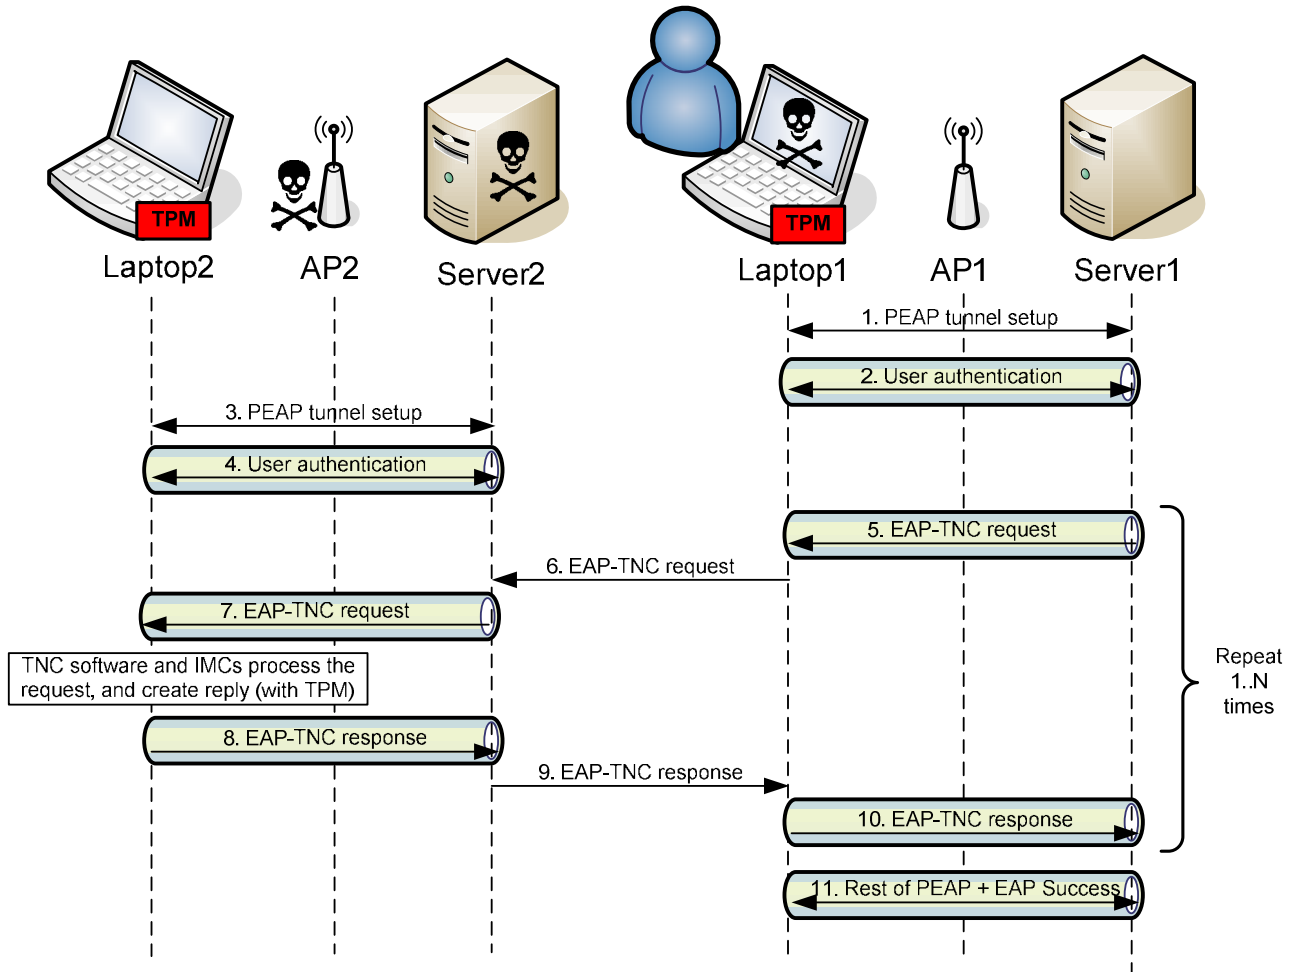 TPM
TPM
Laptop2
AP2
Server2
Laptop1
AP1
Server1
1. PEAP tunnel setup
2. User authentication
3. PEAP tunnel setup
4. User authentication
5. EAP-TNC request
6. EAP-TNC request
7. EAP-TNC request
TNC software and IMCs process the
request, and create reply (with TPM)
Repeat
1..N
times
8. EAP-TNC response
9. EAP-TNC response
10. EAP-TNC response
11. Rest of PEAP + EAP Success